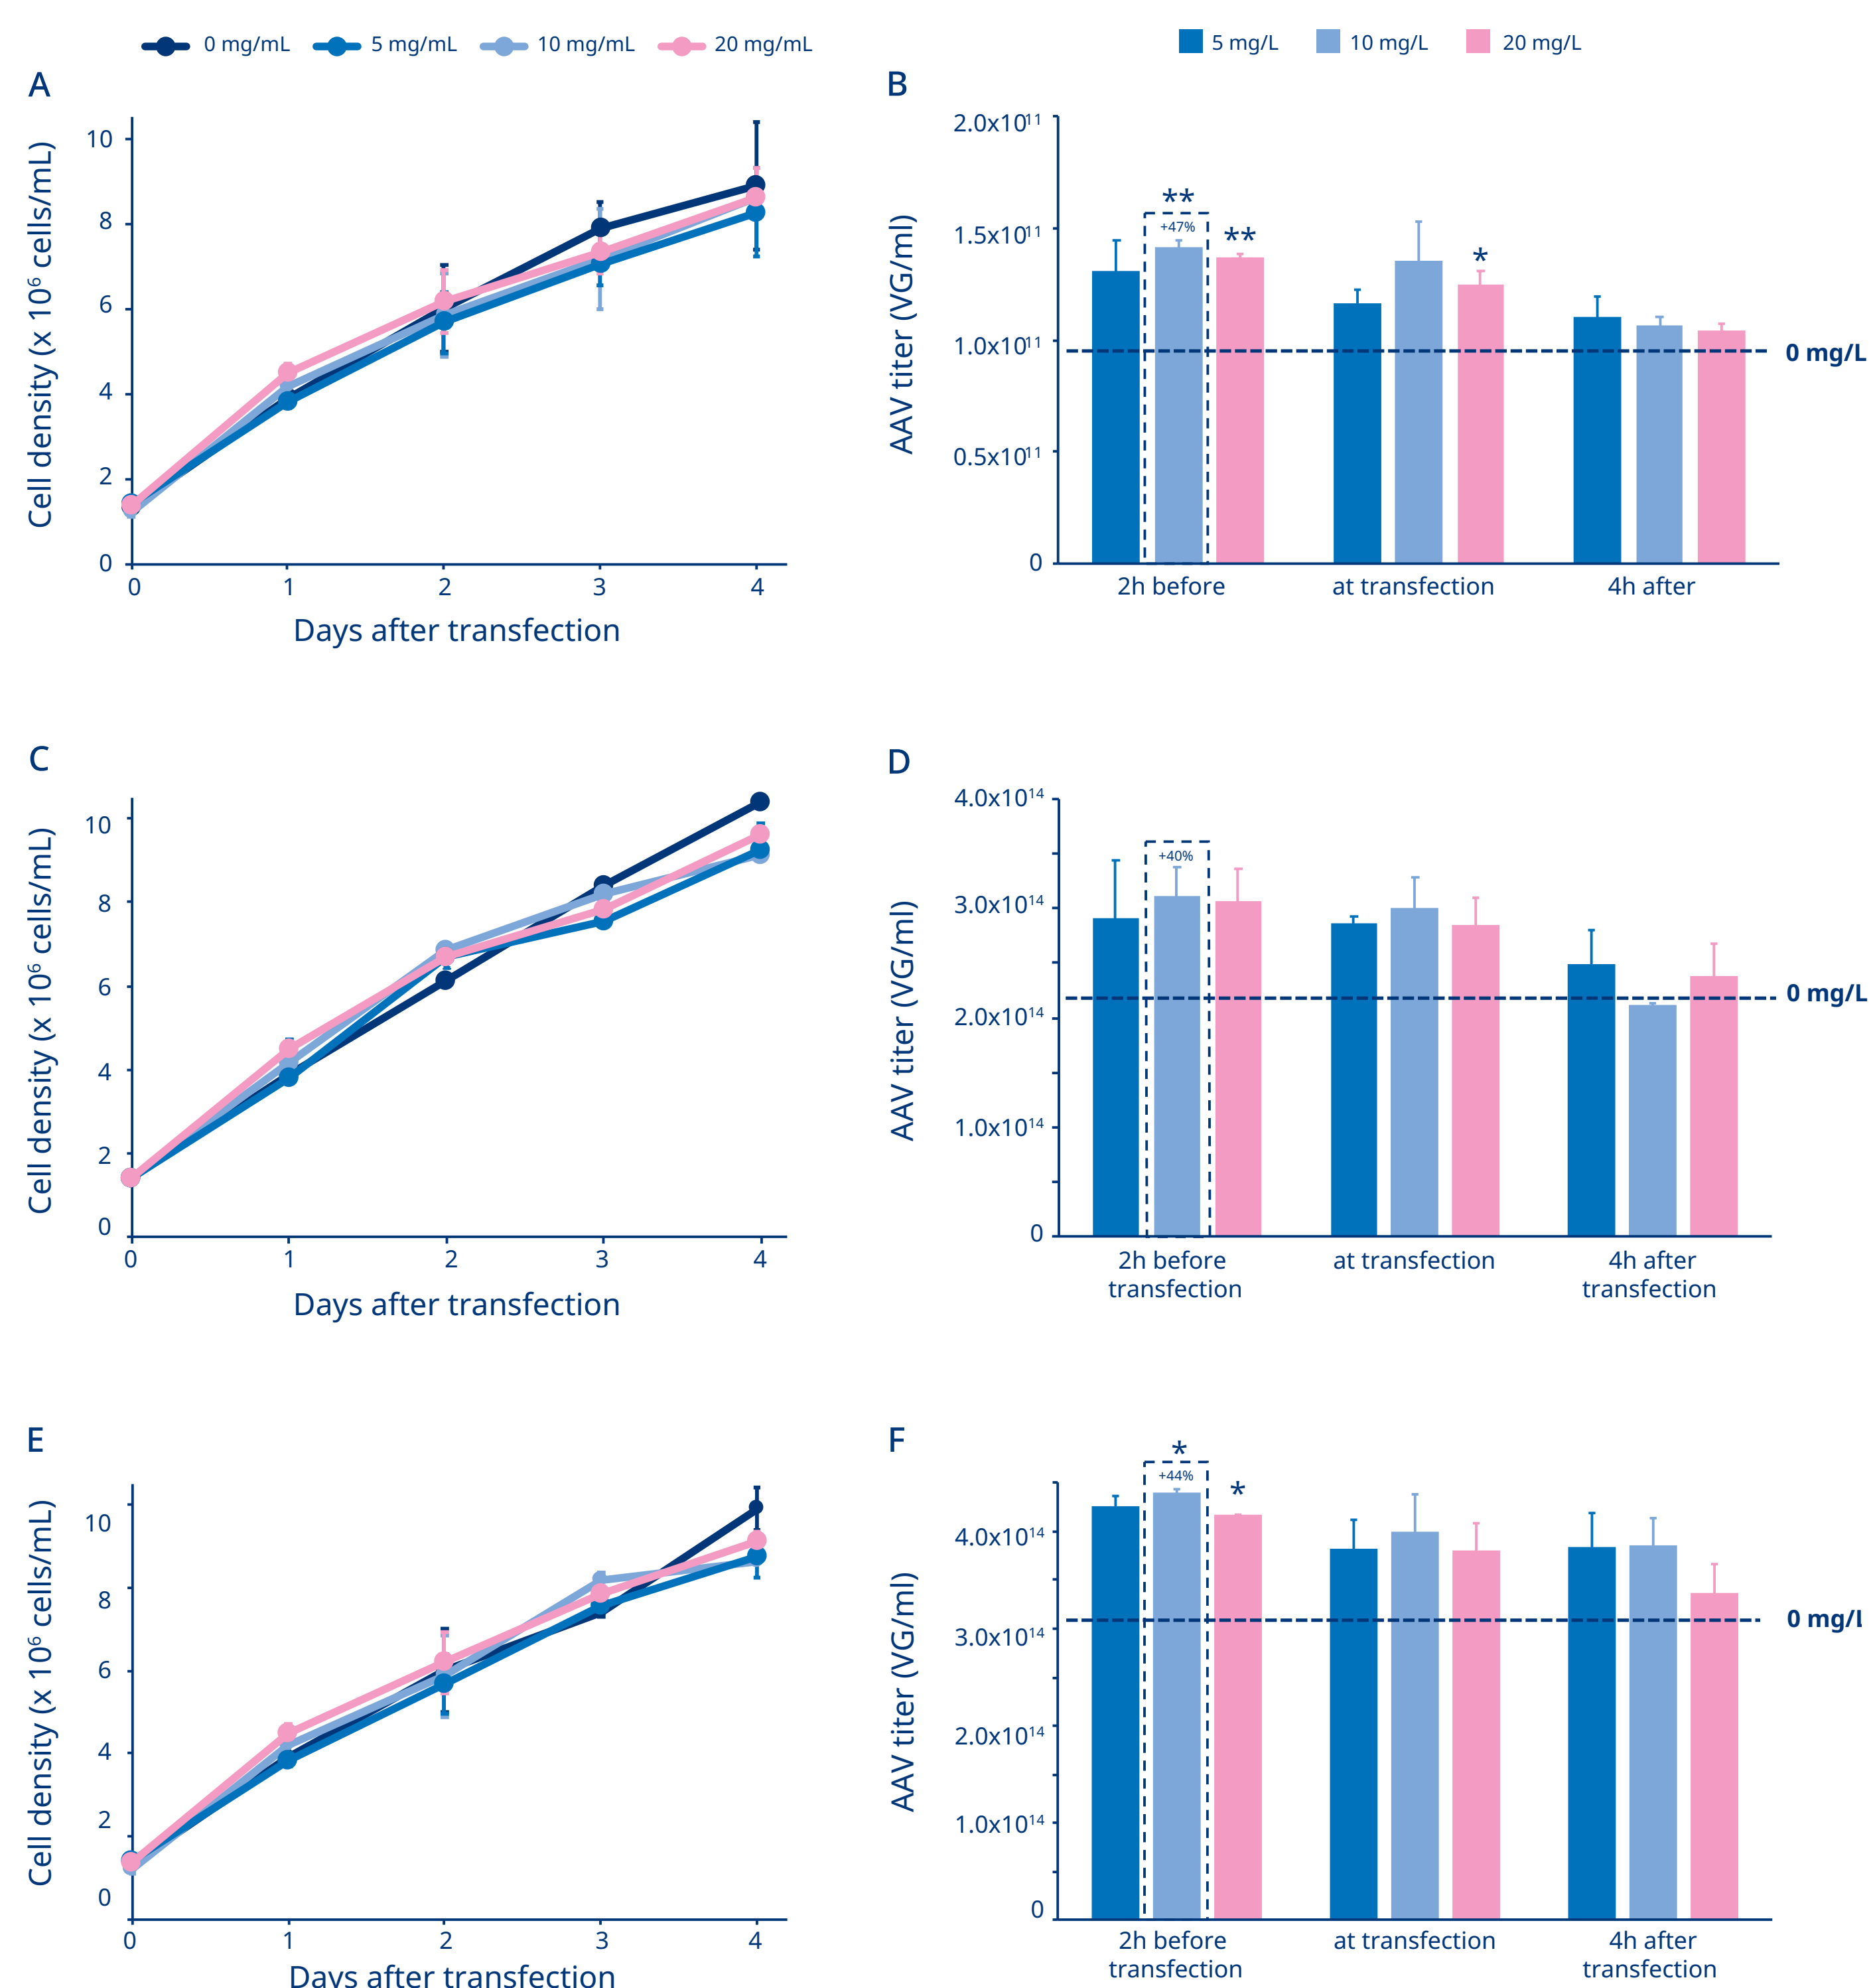 0 mg/mL 5 mg/mL 10 mg/mL 20 mg/mL
5 mg/L 10 mg/L 20 mg/L
A
Cell density (x 10⁶ cells/mL)
10
8
6
4
2
0
0 1 2 3 4
Days after transfection
B
AAV titer (VG/ml)
2.0x10¹¹
1.5x10¹¹
1.0x10¹¹
0.5x10¹¹
0
**
+47%
**
*
0 mg/L
2h before at transfection 4h after
C
Cell density (x 10⁶ cells/mL)
10
8
6
4
2
0
0 1 2 3 4
Days after transfection
D
AAV titer (VG/ml)
4.0x10¹⁴
3.0x10¹⁴
2.0x10¹⁴
1.0x10¹⁴
0
+40%
0 mg/L
2h before at transfection 4h after
transfection transfection
E
Cell density (x 10⁶ cells/mL)
10
8
6
4
2
0
0 1 2 3 4
Days after transfection
F
AAV titer (VG/ml)
4.0x10¹⁴
3.0x10¹⁴
2.0x10¹⁴
1.0x10¹⁴
0
*
+44%
*
0 mg/L
2h before at transfection 4h after
transfection transfection